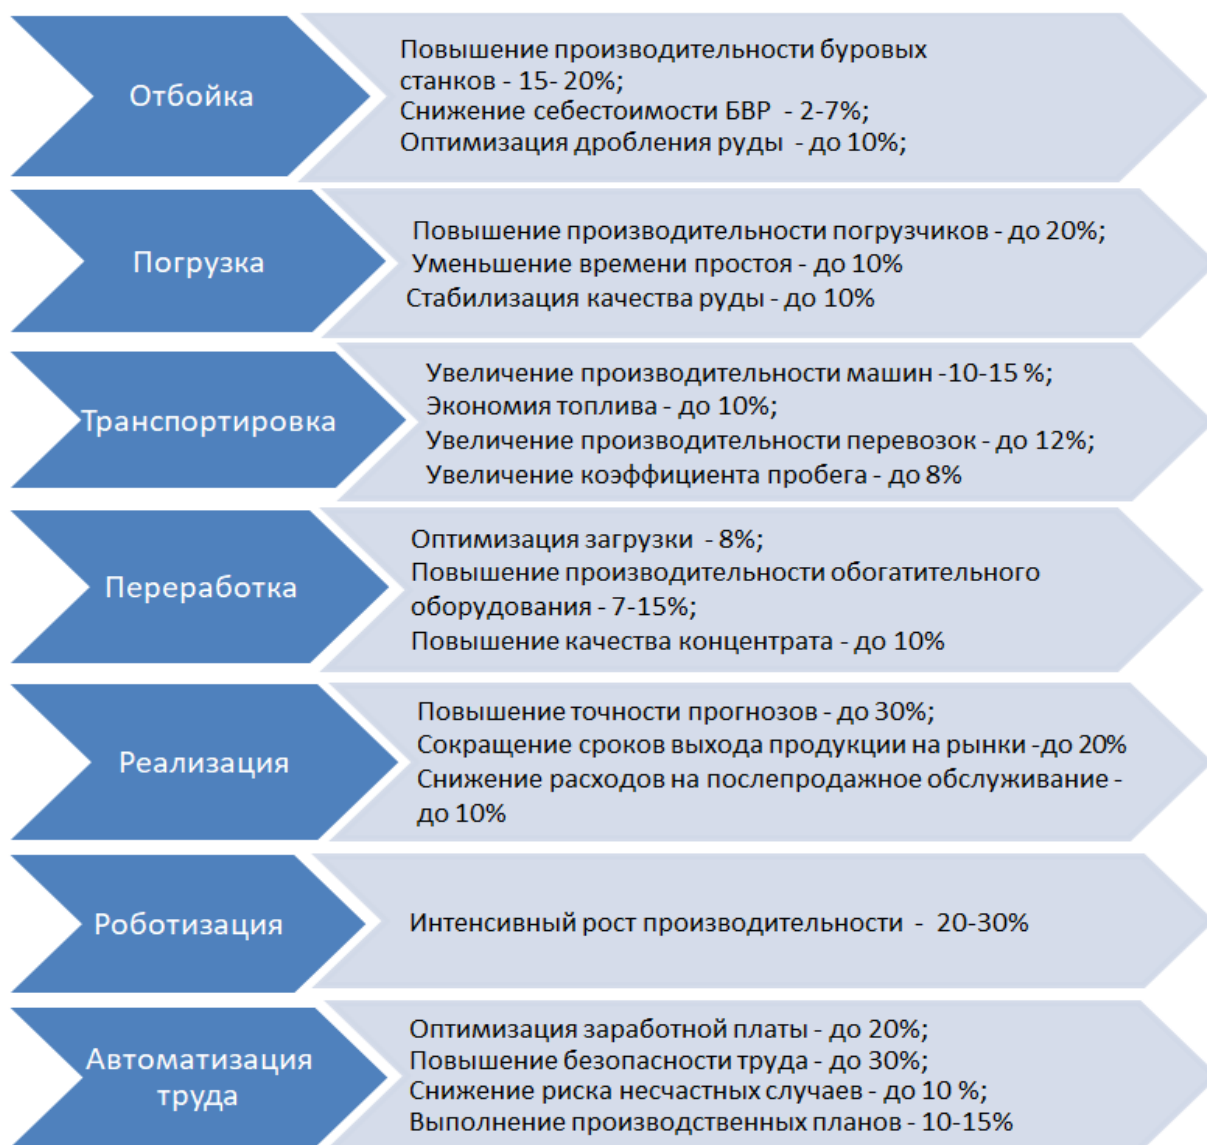 Отбойка
Повышение производительности буровых
станков - 15- 20%;
Снижение себестоимости БВР - 2-7%;
Оптимизация дробления руды - до 10%;
Погрузка
Повышение производительности погрузчиков - до 20%;
Уменьшение времени простоя - до 10%
Стабилизация качества руды - до 10%
Транспортировка
Увеличение производительности машин -10-15 %;
Экономия топлива - до 10%;
Увеличение производительности перевозок - до 12%;
Увеличение коэффициента пробега - до 8%
Переработка
Оптимизация загрузки - 8%;
Повышение производительности обогатительного
оборудования - 7-15%;
Повышение качества концентрата - до 10%
Реализация
Повышение точности прогнозов - до 30%;
Сокращение сроков выхода продукции на рынки -до 20%
Снижение расходов на послепродажное обслуживание -
до 10%
Роботизация
Интенсивный рост производительности - 20-30%
Автоматизация
труда
Оптимизация заработной платы - до 20%;
Повышение безопасности труда - до 30%;
Снижение риска несчастных случаев - до 10 %;
Выполнение производственных планов - 10-15%